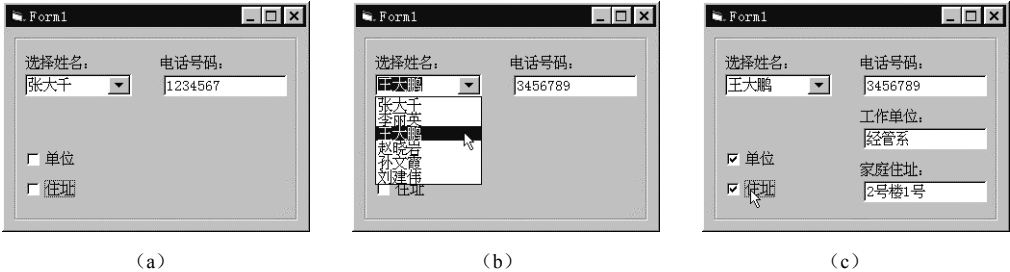 Form1
选择姓名:
电话号码:
张大千
1234567
单位
住址
(a)
Form1
选择姓名:
电话号码:
王大鹏
3456789
张大千
李丽英
王大鹏
赵晓岩
孙文霞
刘建伟
住址
(b)
Form1
选择姓名:
电话号码:
王大鹏
3456789
工作单位:
经管系
单位
家庭住址:
住址
2号楼1号
(c)